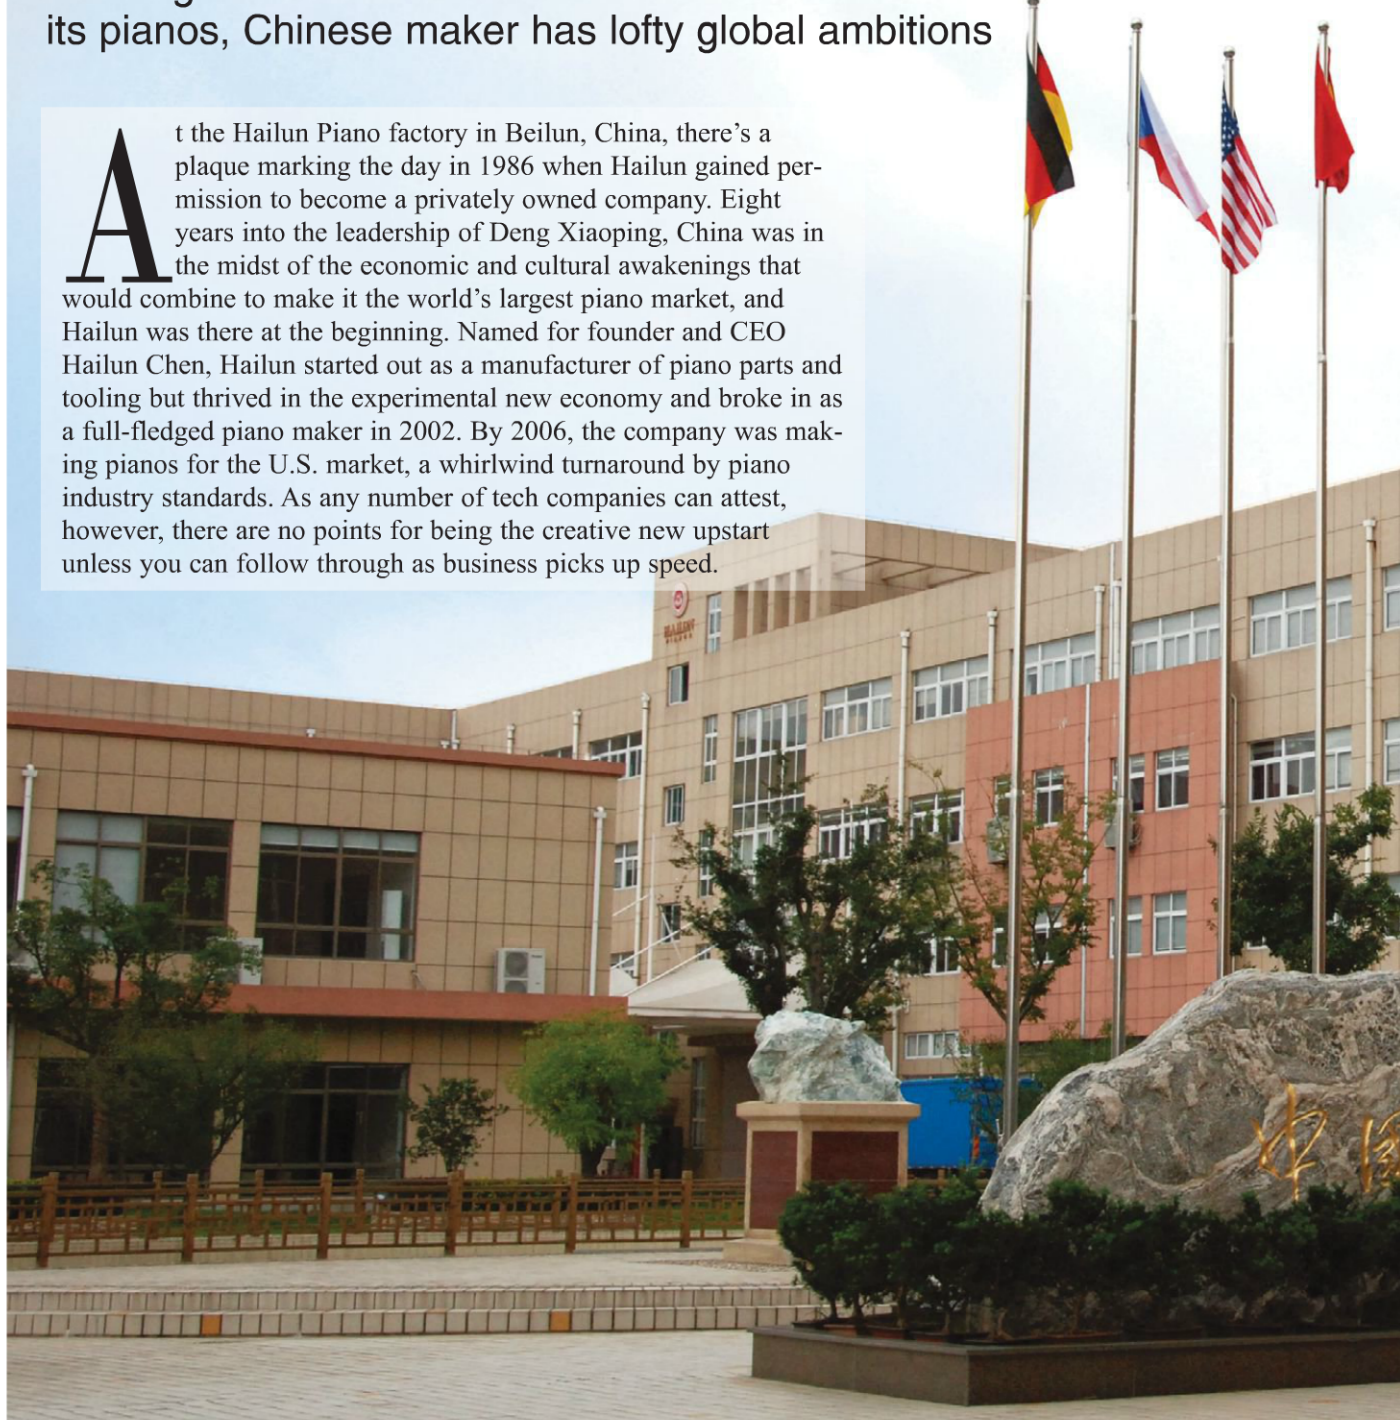 its pianos, Chinese maker has lofty global ambitions
At the Hailun Piano factory in Beilun, China, there’s a
plaque marking the day in 1986 when Hailun gained per-
mission to become a privately owned company. Eight
years into the leadership of Deng Xiaoping, China was in
the midst of the economic and cultural awakenings that
would combine to make it the world’s largest piano market, and
Hailun was there at the beginning. Named for founder and CEO
Hailun Chen, Hailun started out as a manufacturer of piano parts and
tooling but thrived in the experimental new economy and broke in as
a full-fledged piano maker in 2002. By 2006, the company was mak-
ing pianos for the U.S. market, a whirlwind turnaround by piano
industry standards. As any number of tech companies can attest,
however, there are no points for being the creative new upstart
unless you can follow through as business picks up speed.
HAILUN
中